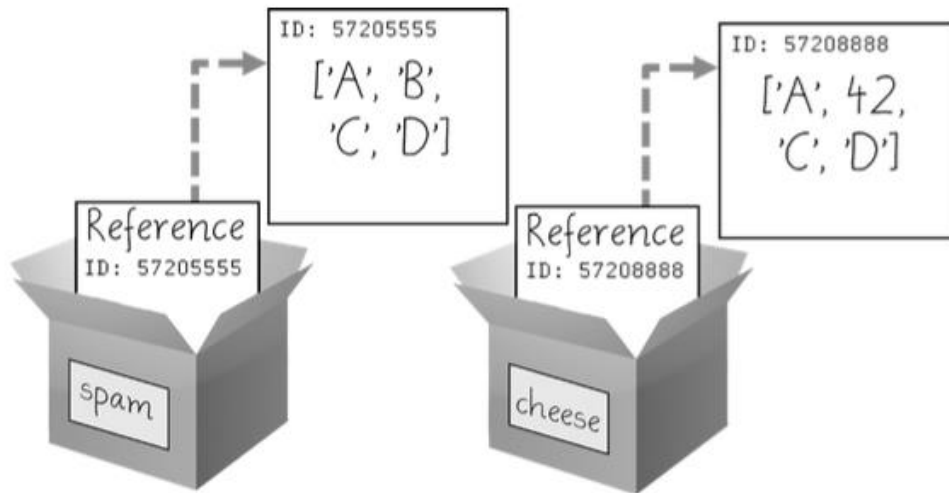 ID: 57205555
['A', 'B',
'C', 'D']
Reference
ID: 57205555
spam
ID: 57208888
['A', 42,
'C', 'D']
Reference
ID: 57208888
cheese